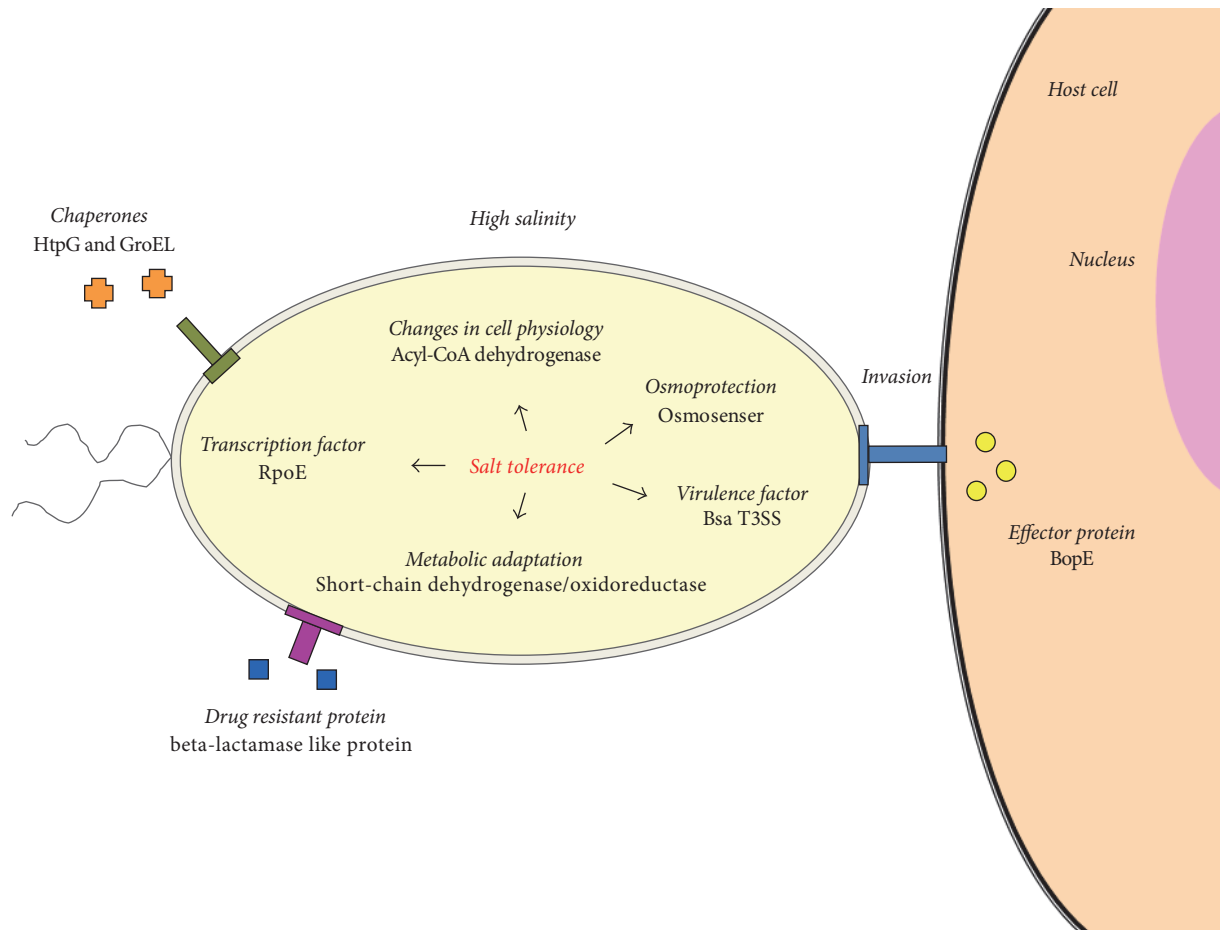 Host cell
Chaperones
HtpG and GroEL
High salinity
Nucleus
Changes in cell physiology
Acyl-CoA dehydrogenase
Osmoprotection
Osmosenser
Invasion
Transcription factor
RpoE
Salt tolerance
Virulence factor
Bsa T3SS
Effector protein
BopE
Metabolic adaptation
Short-chain dehydrogenase/oxidoreductase
Drug resistant protein
beta-lactamase like protein